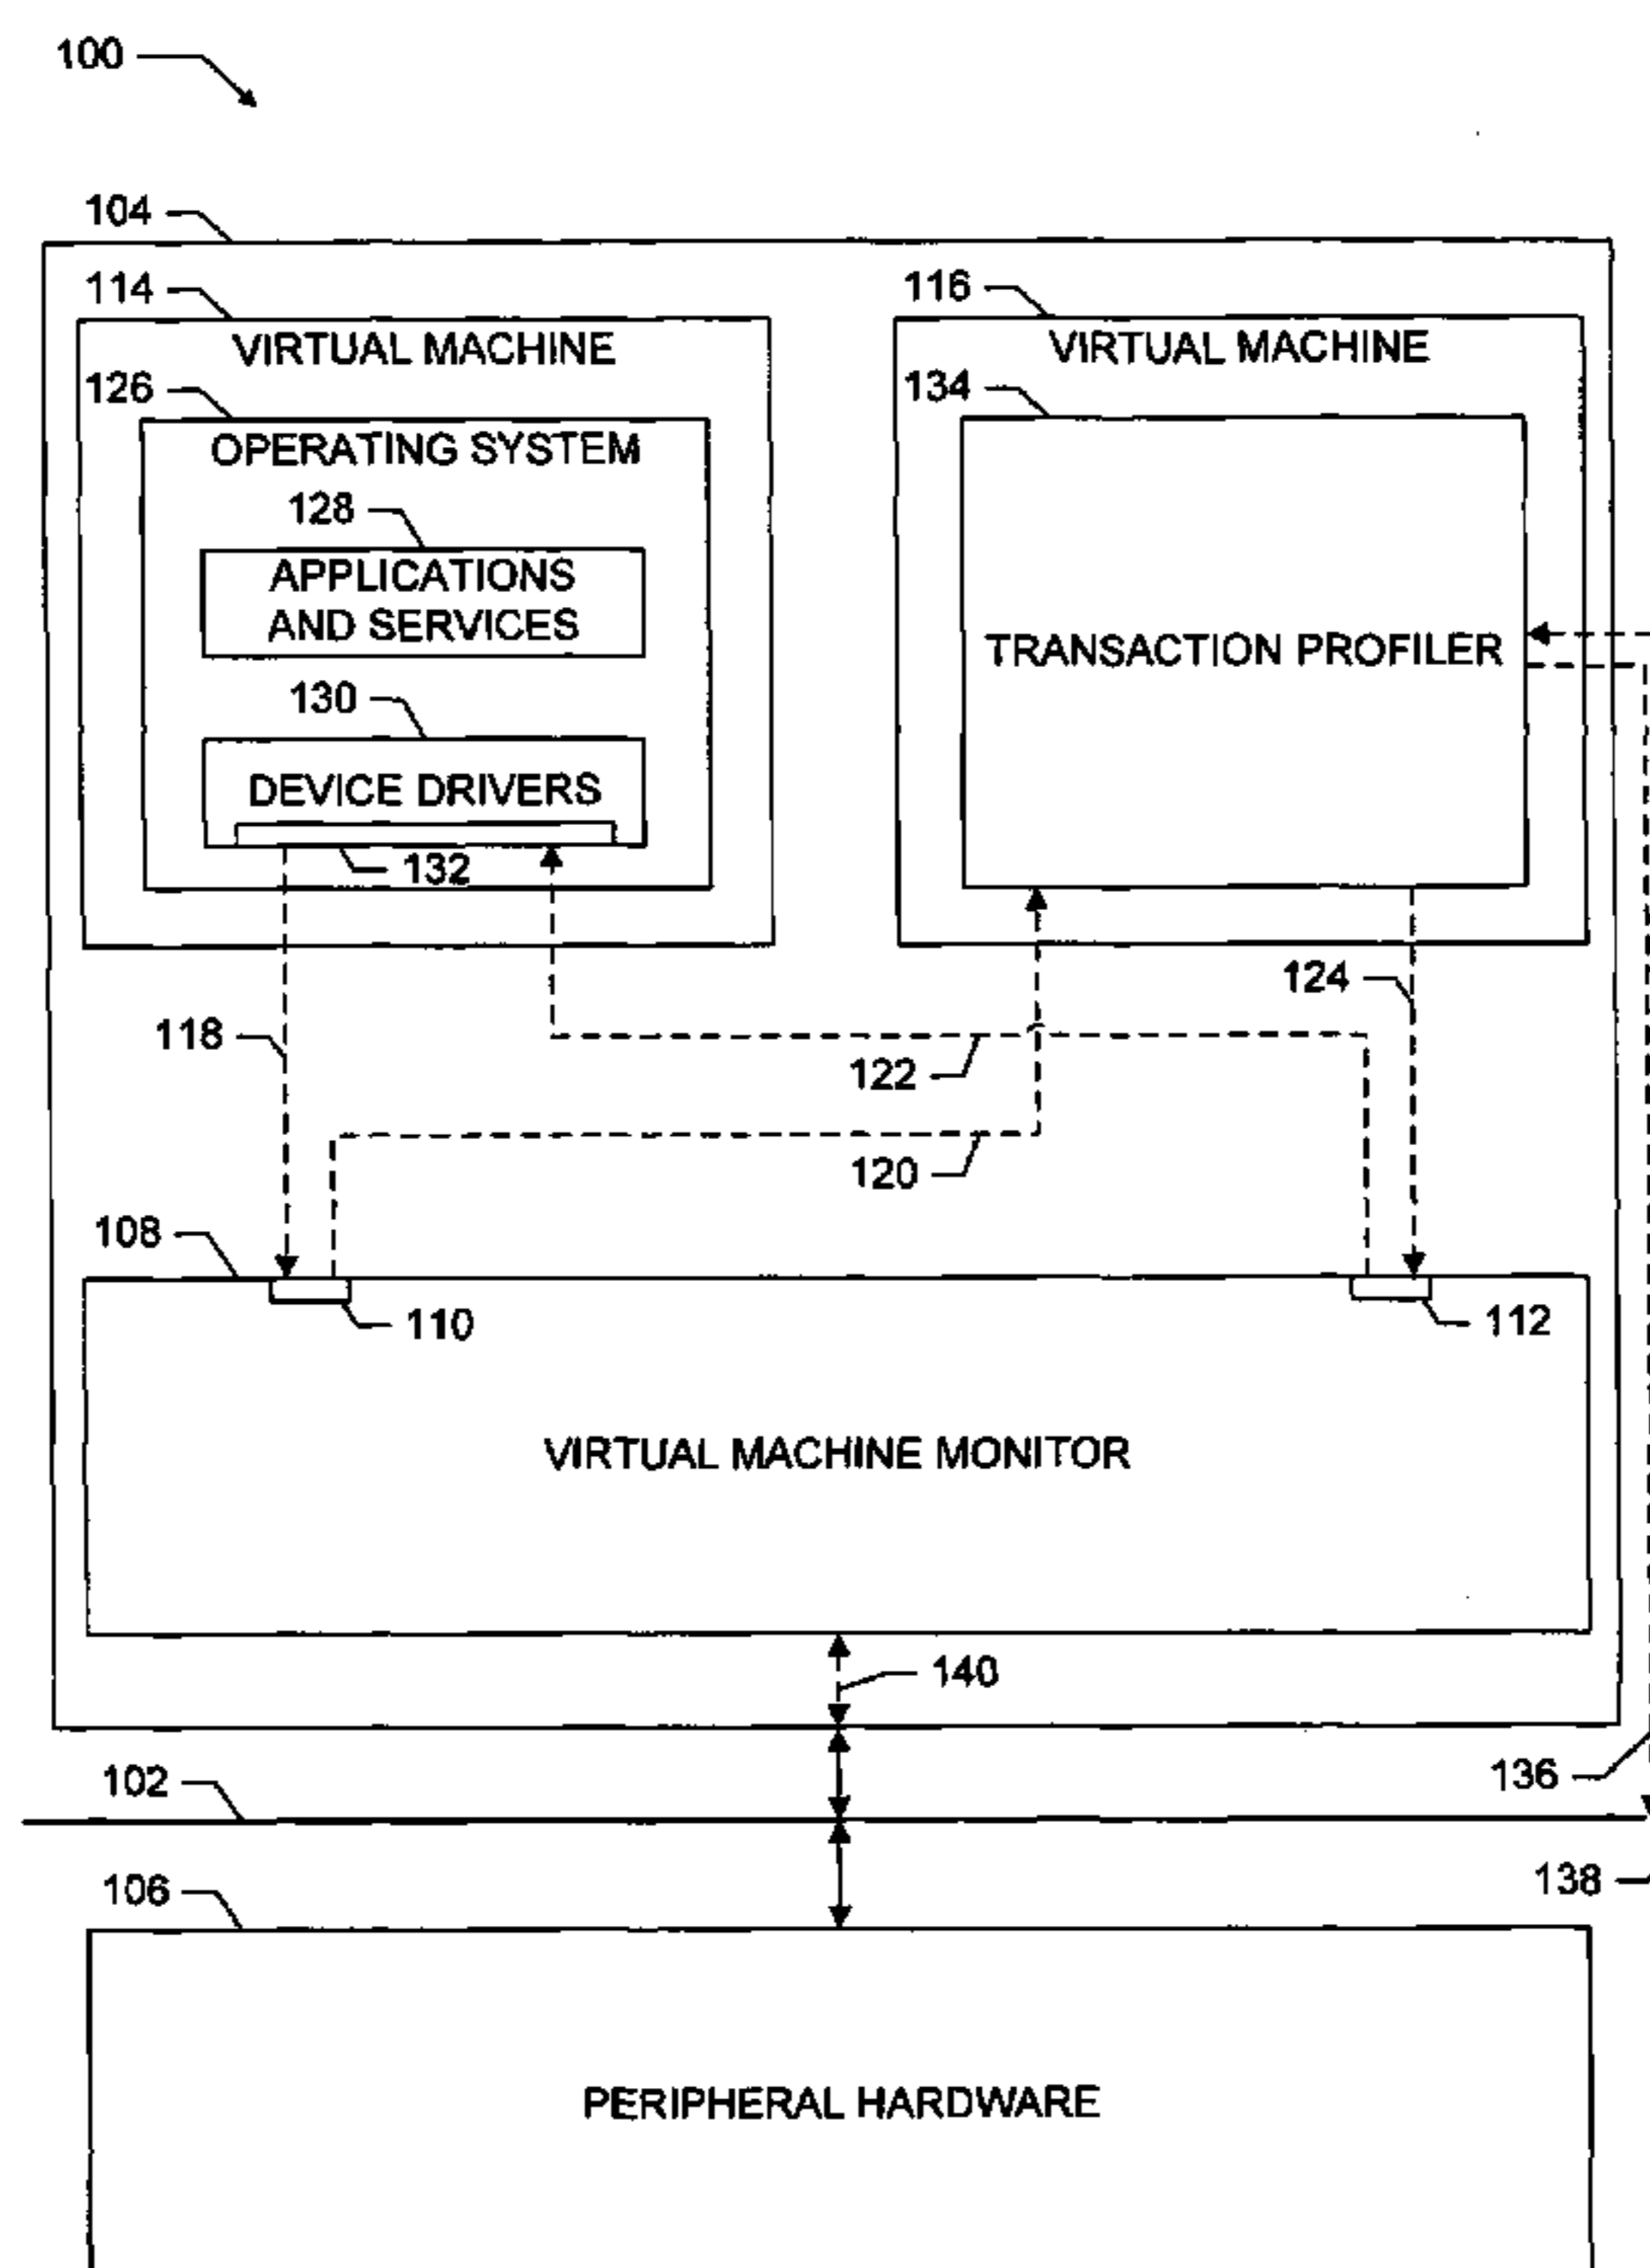 100
104
114
116
VIRTUAL MACHINE
VIRTUAL MACHINE
126
134
OPERATING SYSTEM
128
APPLICATIONS
AND SERVICES
TRANSACTION PROFILER
130
DEVICE DRIVERS
132
124
118
122
120
108
110
112
VIRTUAL MACHINE MONITOR
140
102
136
106
138
PERIPHERAL HARDWARE